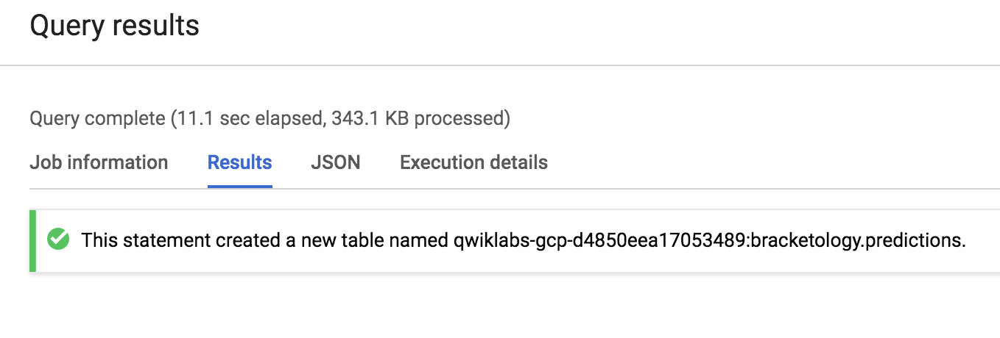 Query results
Query complete (11.1 sec elapsed, 343.1 KB processed)
Job information Results JSON Execution details
This statement created a new table named qwiklabs-gcp-d4850eea17053489:bracketology.predictions.